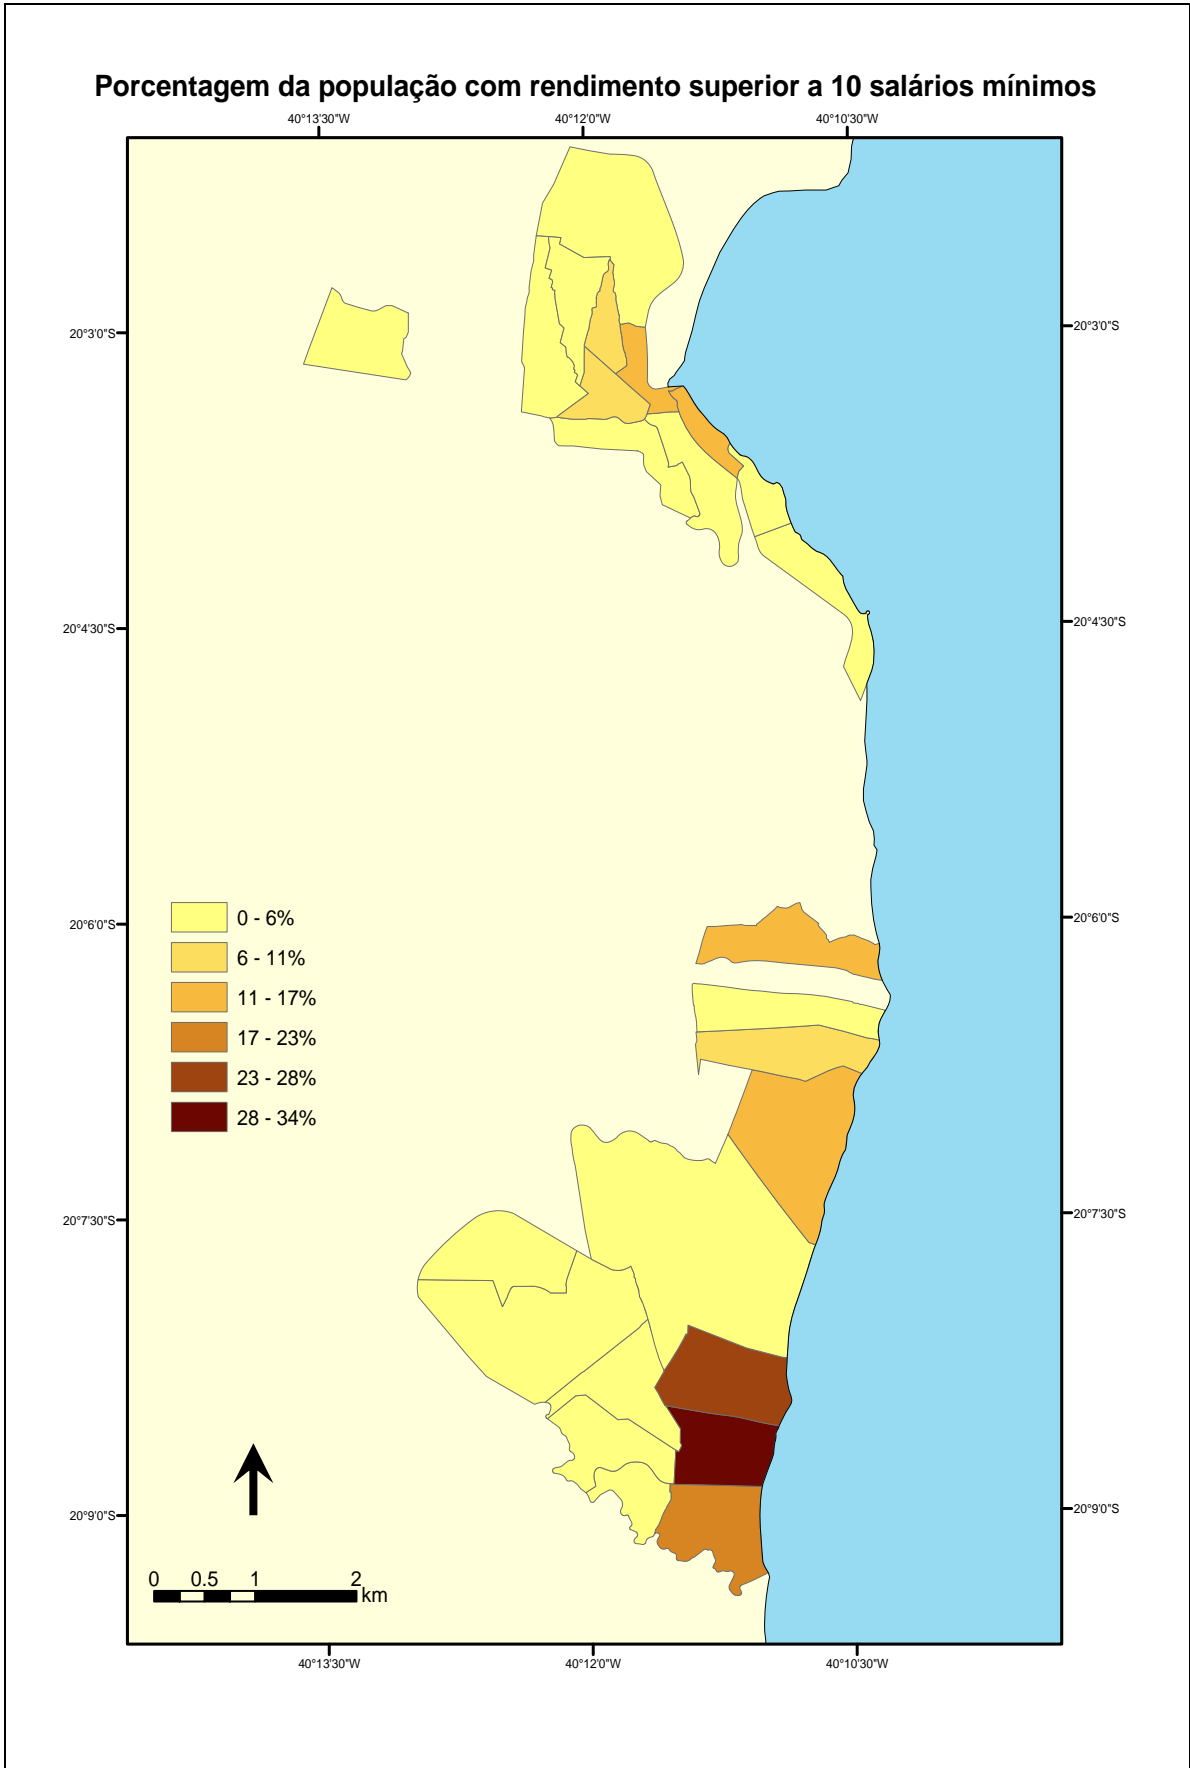 Porcentagem da população com rendimento superior a 10 salários mínimos
40°13'30"W 40°12'0"W 40°10'30"W
20°3'0"S 20°3'0"S
20°4'30"S 20°4'30"S
20°6'0"S 20°6'0"S
0 - 6%
6 - 11%
11 - 17%
17 - 23%
23 - 28%
28 - 34%
20°7'30"S 20°7'30"S
20°9'0"S 20°9'0"S
0 0.5 1 2
km
40°13'30"W 40°12'0"W 40°10'30"W